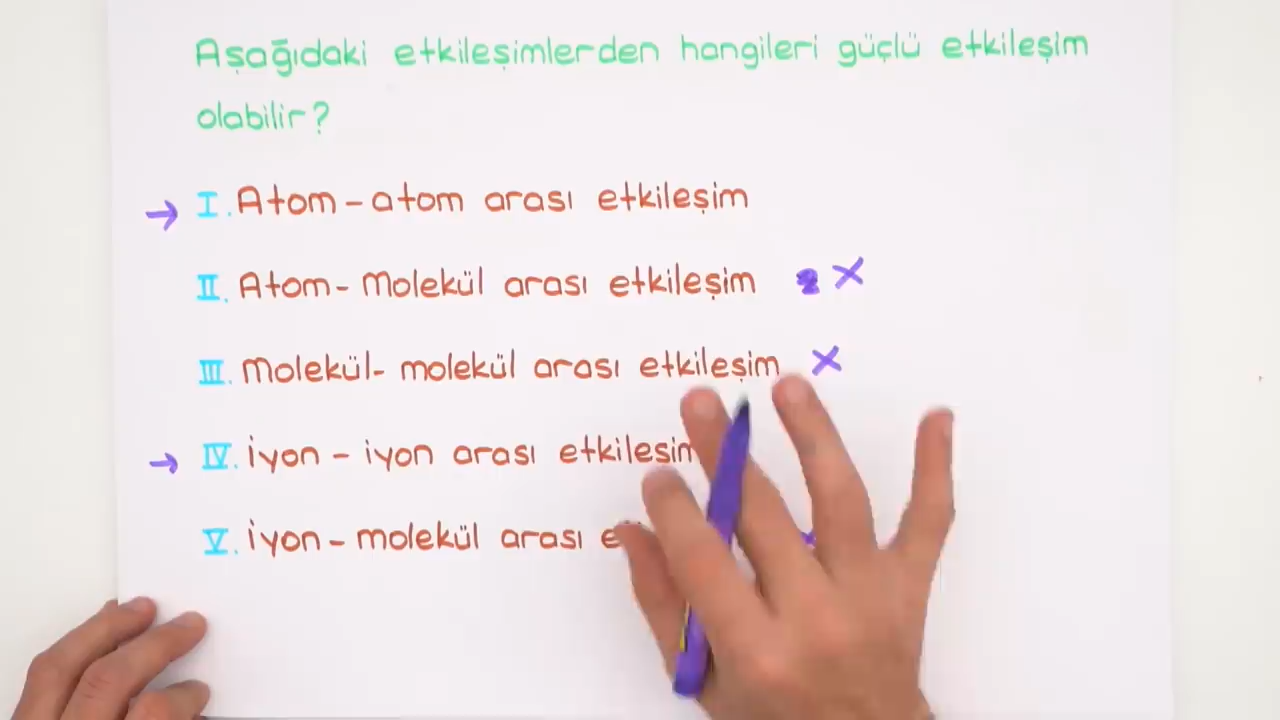 Aşağıdaki etkileşimlerden hangileri güçlü etkileşim
olabilir?
I. Atom - atom arası etkileşim
II. Atom - Molekül arası etkileşim
III. Molekül - molekül arası etkileşim
IV. İyon - iyon arası
V. İyon - molekül arası